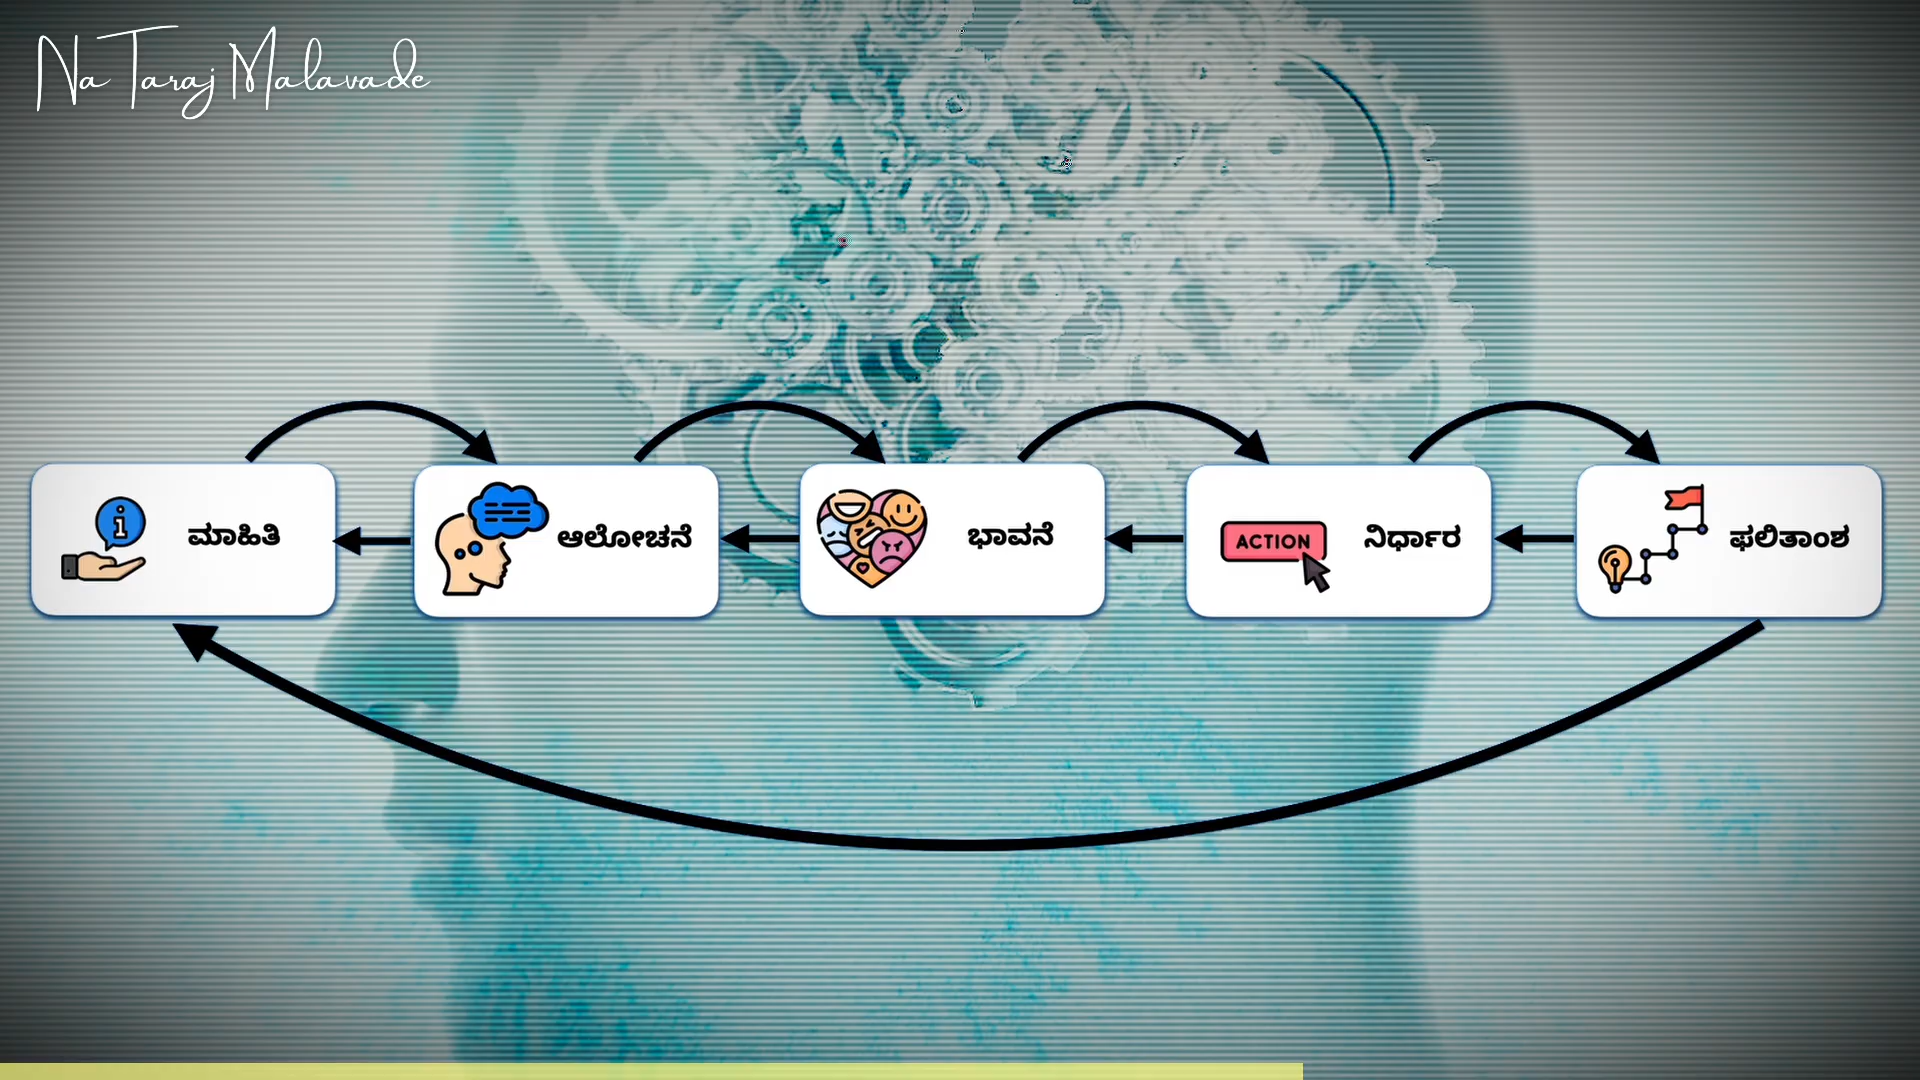 Na Taraj Malavade
ಮಾಹಿತಿ
ಆಲೋಚನೆ
ಭಾವನೆ
ACTION
ನಿರ್ಧಾರ
ಫಲಿತಾಂಶ